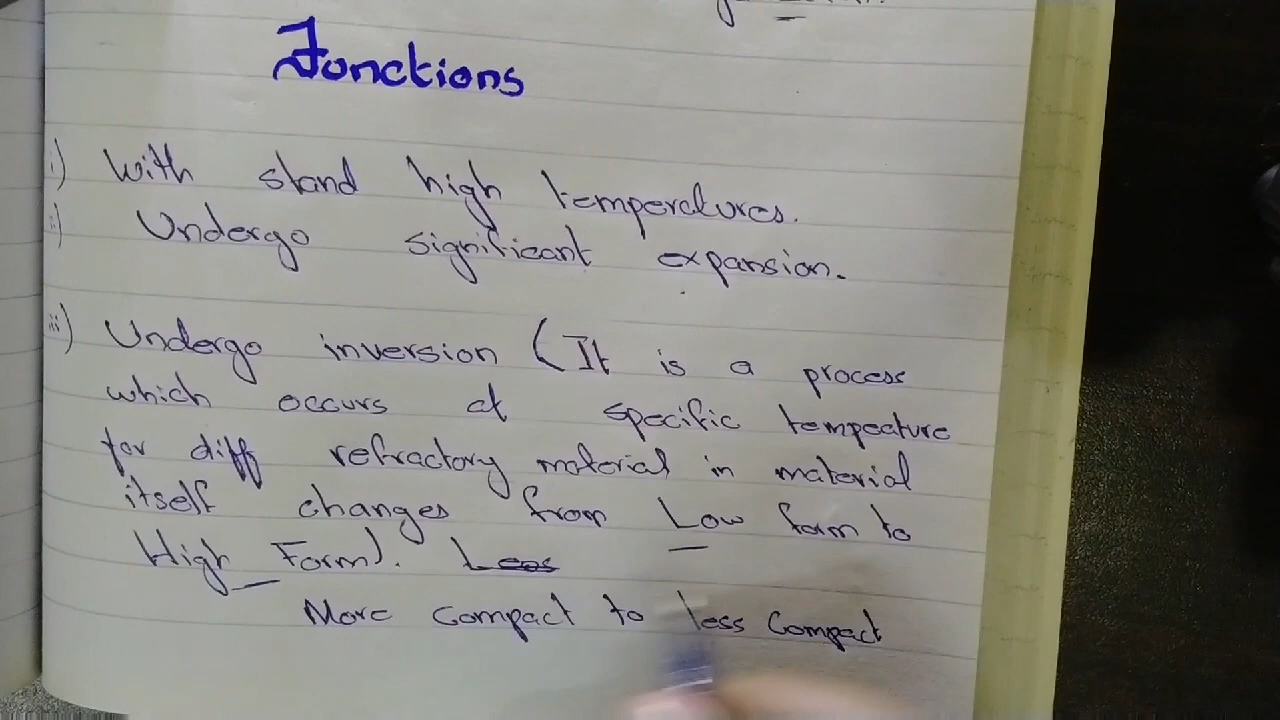 Functions
i) With stand high temperatures.
ii) Undergo significant expansion.
iii) Undergo inversion (It is a process
which occurs at specific tempeature
for diff refractory material in material
itself changes from Low form to
High Form). Less
More compact to less Compact